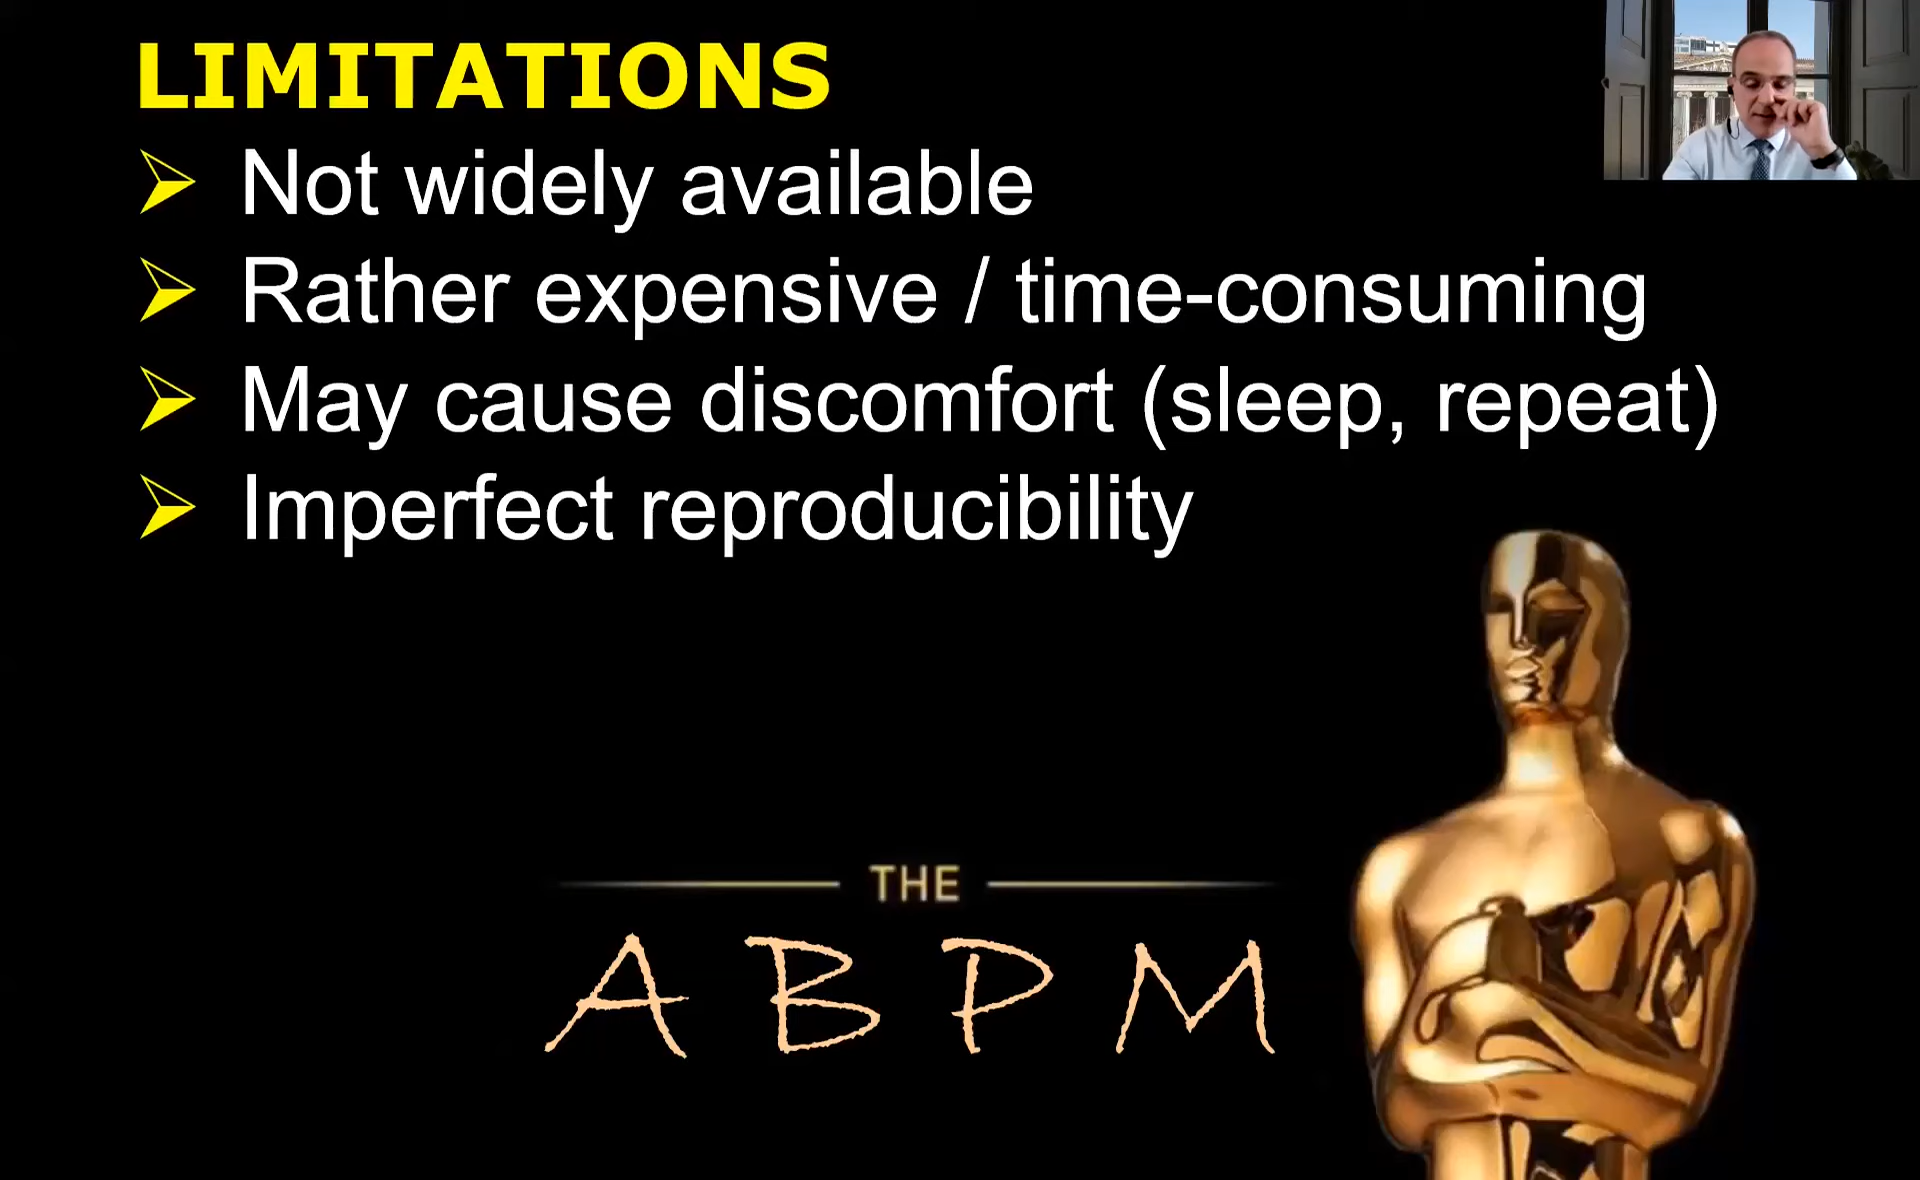 LIMITATIONS
Not widely available
Rather expensive / time-consuming
May cause discomfort (sleep, repeat)
Imperfect reproducibility
THE
ABPM